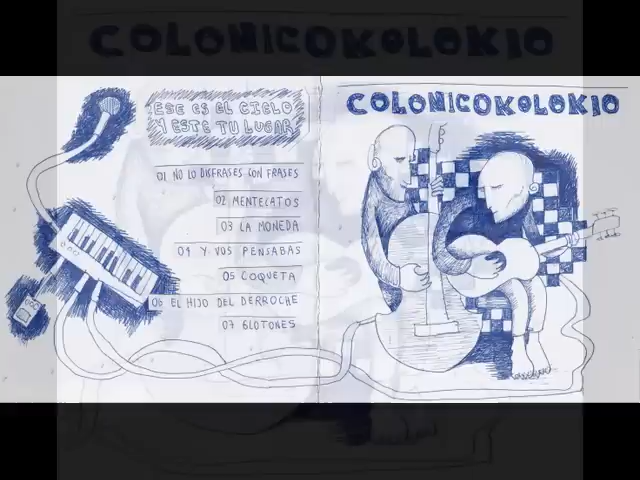 COLONICOKOLOKIO
ESE ES EL CIELO
Y ESTE TU LUGAR
COLONICOKOLOKIO
01 NO LO DISFRASES CON FRASES
02 MENTECATOS
03 LA MONEDA
04 Y VOS PENSABAS
05 COQUETA
06 EL HIJO DEL DERROCHE
07 GLOTONES